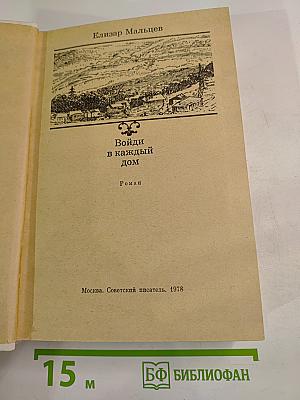 Елизар Мальцев
Войди
в каждый
дом
Роман
Москва. Советский писатель. 1978
15 м
БФ БИБЛИОФАН